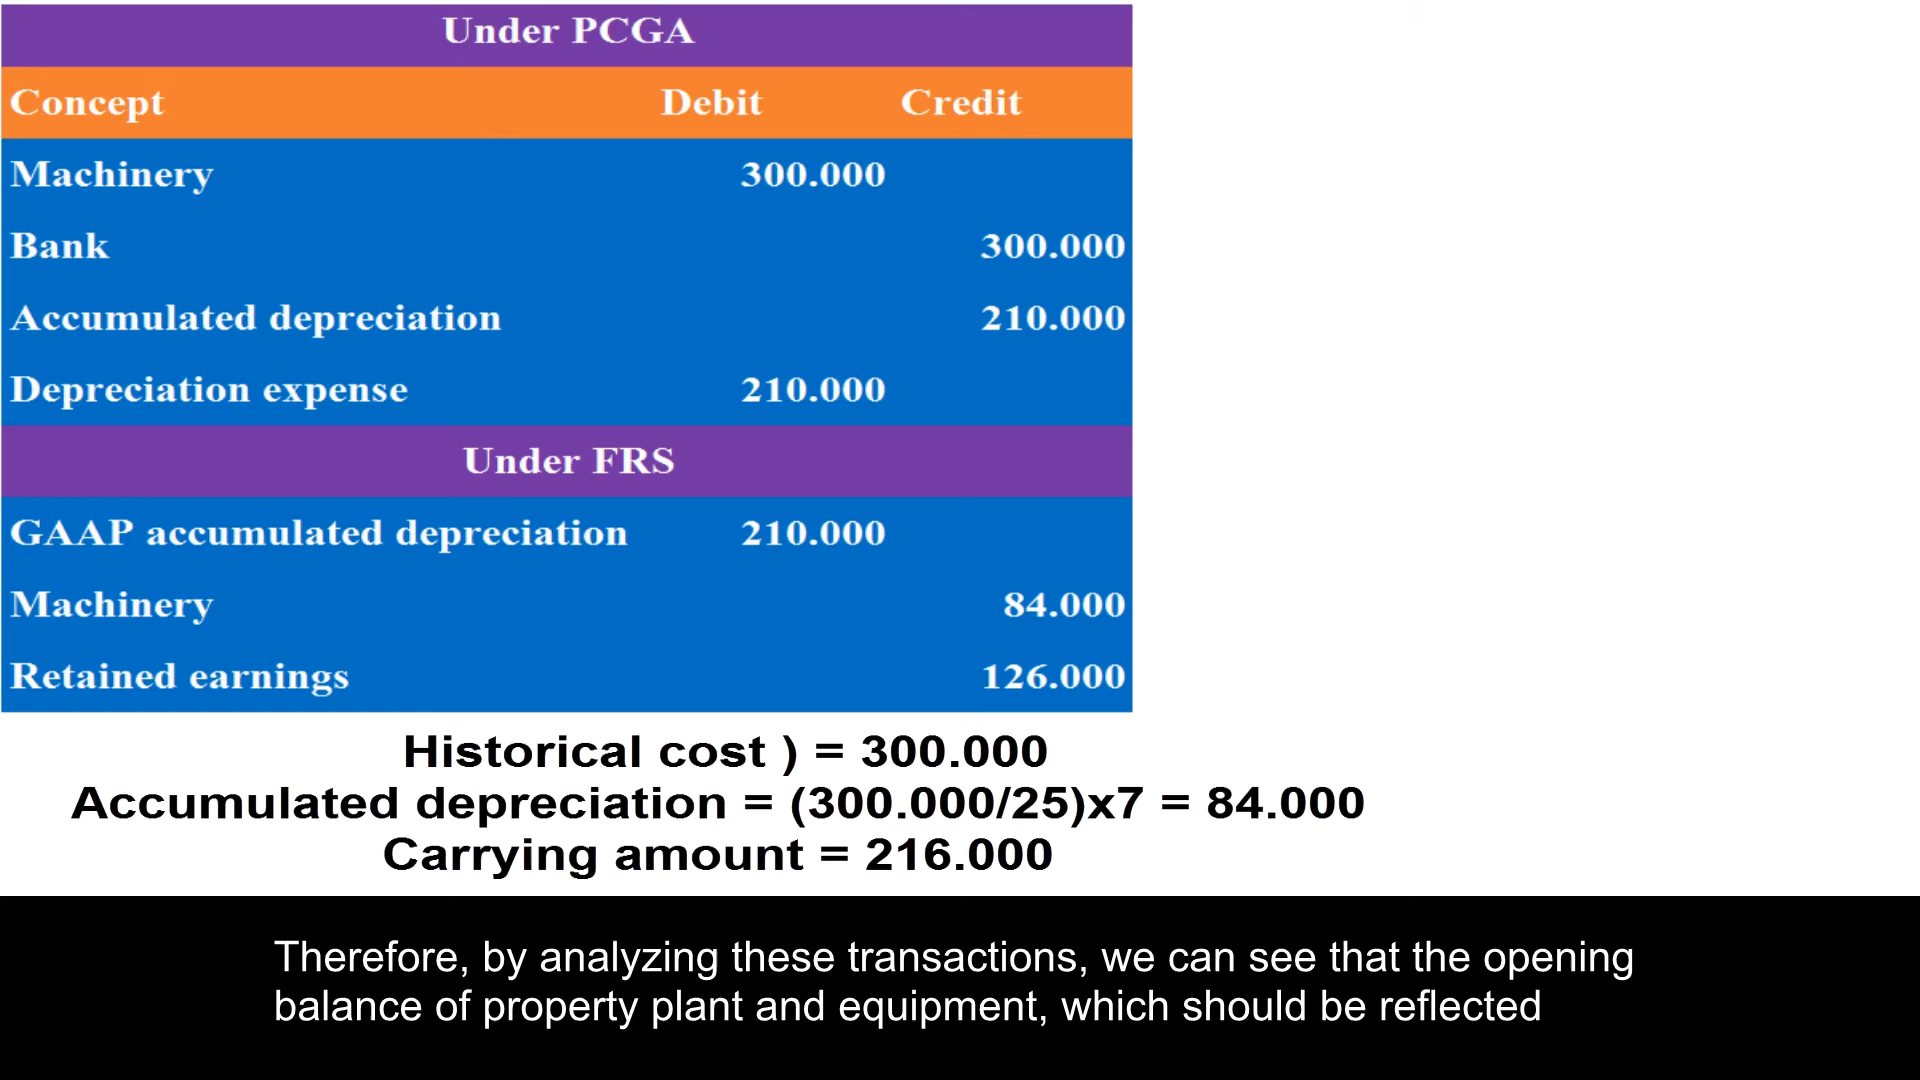 Under PCGA
Concept Debit Credit
Machinery 300.000
Bank 300.000
Accumulated depreciation 210.000
Depreciation expense 210.000
Under FRS
GAAP accumulated depreciation 210.000
Machinery 84.000
Retained earnings 126.000
Historical cost ) = 300.000
Accumulated depreciation = (300.000/25)x7 = 84.000
Carrying amount = 216.000
Therefore, by analyzing these transactions, we can see that the opening
balance of property plant and equipment, which should be reflected